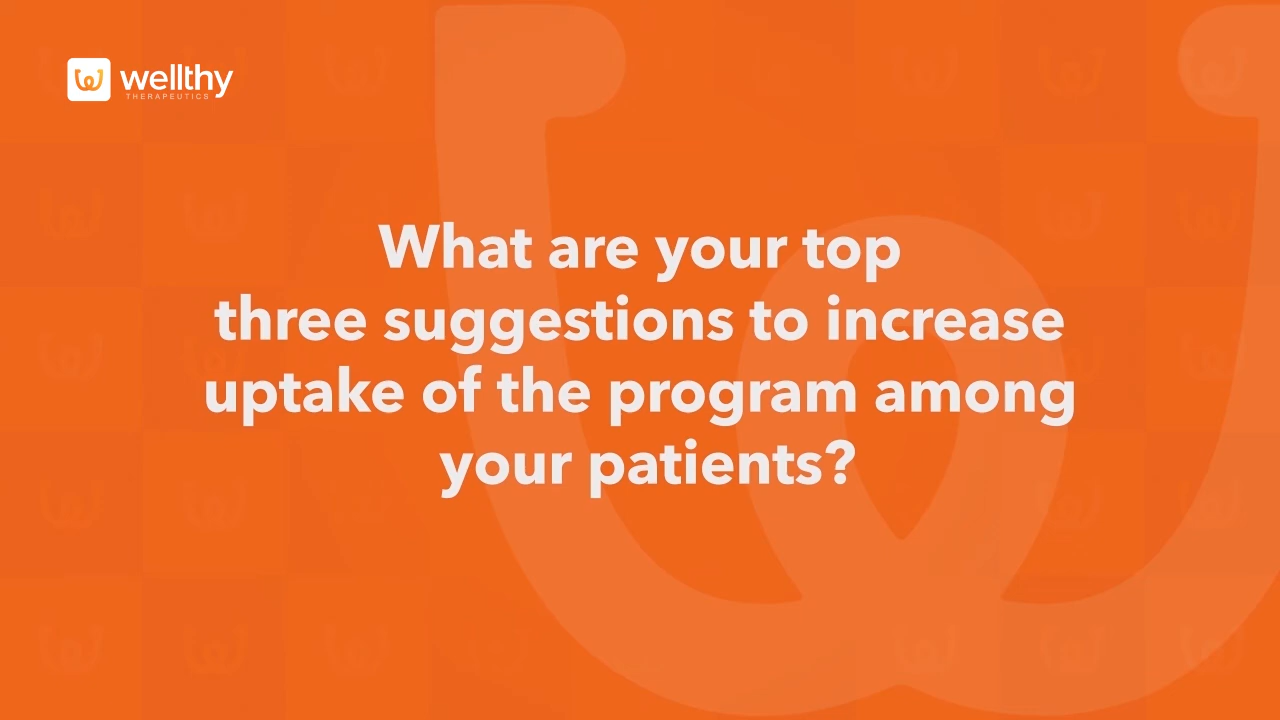 wellthy
THERAPEUTICS
What are your top
three suggestions to increase
uptake of the program among
your patients?